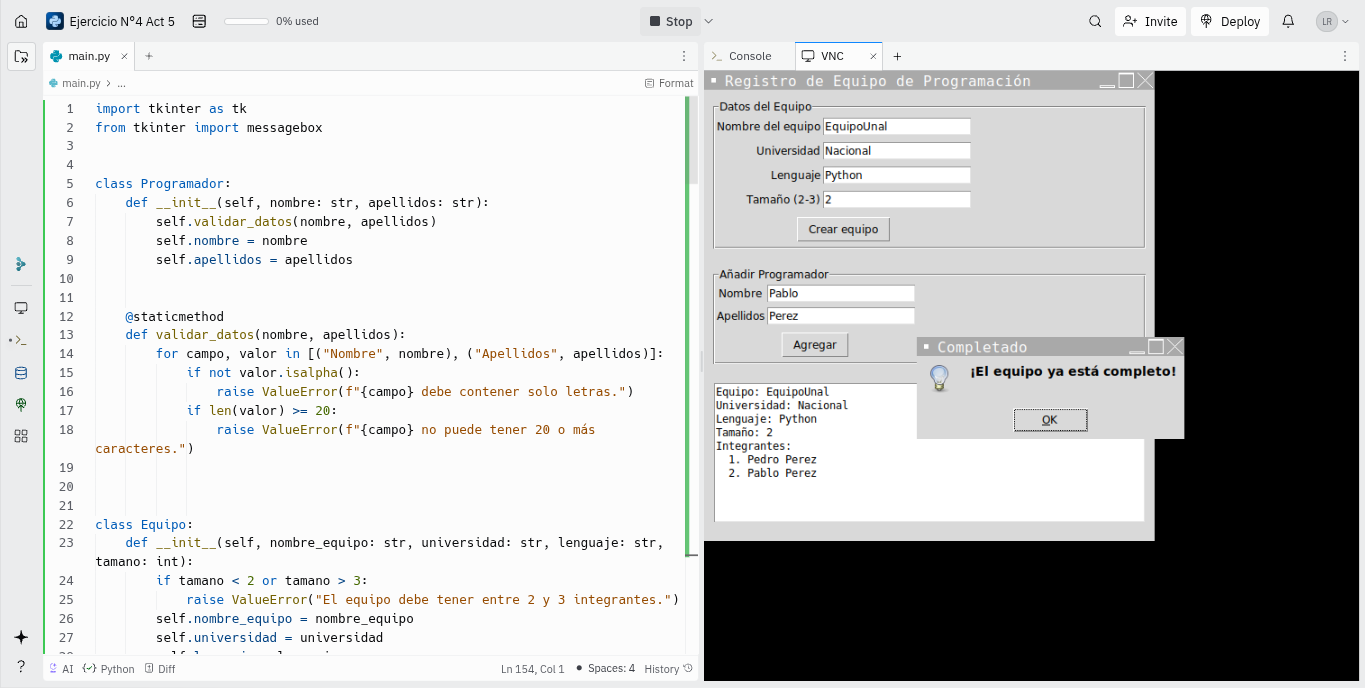 Ejercicio N°4 Act 5
0% used
Stop
Invite
Deploy
LR
main.py
main.py > ...
Format
1 import tkinter as tk
2 from tkinter import messagebox
3
4
5 class Programador:
6 def __init__(self, nombre: str, apellidos: str):
7 self.validar_datos(nombre, apellidos)
8 self.nombre = nombre
9 self.apellidos = apellidos
10
11
12 @staticmethod
13 def validar_datos(nombre, apellidos):
14 for campo, valor in [("Nombre", nombre), ("Apellidos", apellidos)]:
15 if not valor.isalpha():
16 raise ValueError(f"{campo} debe contener solo letras.")
17 if len(valor) >= 20:
18 raise ValueError(f"{campo} no puede tener 20 o más
caracteres.")
19
20
21
22 class Equipo:
23 def __init__(self, nombre_equipo: str, universidad: str, lenguaje: str,
tamano: int):
24 if tamano < 2 or tamano > 3:
25 raise ValueError("El equipo debe tener entre 2 y 3 integrantes.")
26 self.nombre_equipo = nombre_equipo
27 self.universidad = universidad
AI
Python
Diff
Ln 154, Col 1
Spaces: 4
History
Console
VNC
Registro de Equipo de Programación
Datos del Equipo
Nombre del equipo EquipoUnal
Universidad Nacional
Lenguaje Python
Tamaño (2-3) 2
Crear equipo
Añadir Programador
Nombre Pablo
Apellidos Perez
Agregar
Equipo: EquipoUnal
Universidad: Nacional
Lenguaje: Python
Tamaño: 2
Integrantes:
1. Pedro Perez
2. Pablo Perez
Completado
¡El equipo ya está completo!
OK